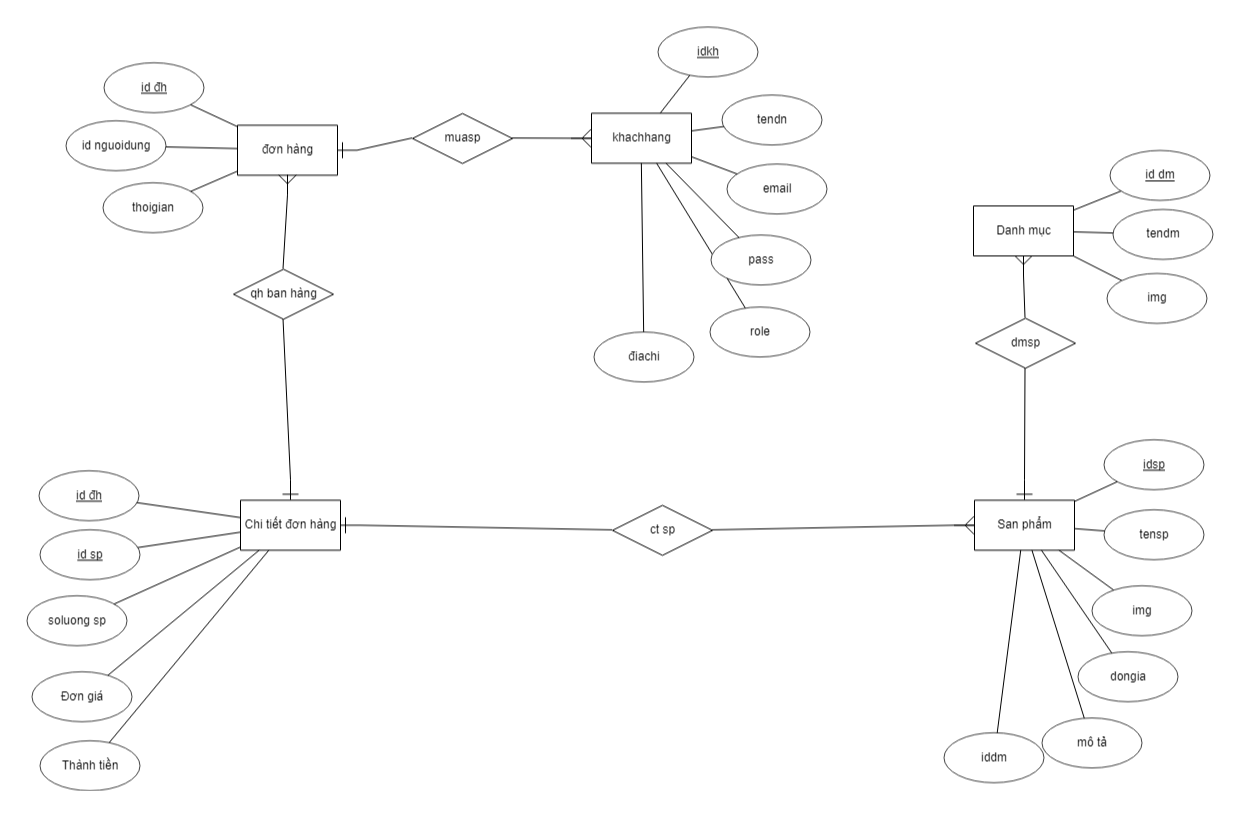 idkh
id đh
tendn
đơn hàng
muasp
khachhang
id nguoidung
id dm
email
thoigian
Danh mục
tendm
pass
qh ban hàng
img
role
dmsp
điachi
idsp
id đh
Chi tiết đơn hàng
ct sp
San phẩm
tensp
id sp
img
soluong sp
dongia
Đơn giá
mô tả
iddm
Thành tiền